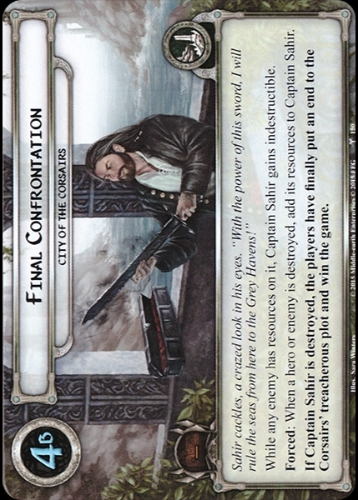 4B
FINAL CONFRONTATION
CITY OF THE CORSAIRS
Sahír cackles, a crazed look in his eyes. “With the power of this sword, I will
rule the seas from here to the Grey Havens!”
While any enemy has resources on it, Captain Sahír gains indestructible.
Forced: When a hero or enemy is destroyed, add its resources to Captain Sahír.
If Captain Sahír is destroyed, the players have finally put an end to the
Corsairs’ treacherous plot and win the game.
Illus. Sara Winters © 2015 Middle-earth Enterprises © 2015 FFG 180